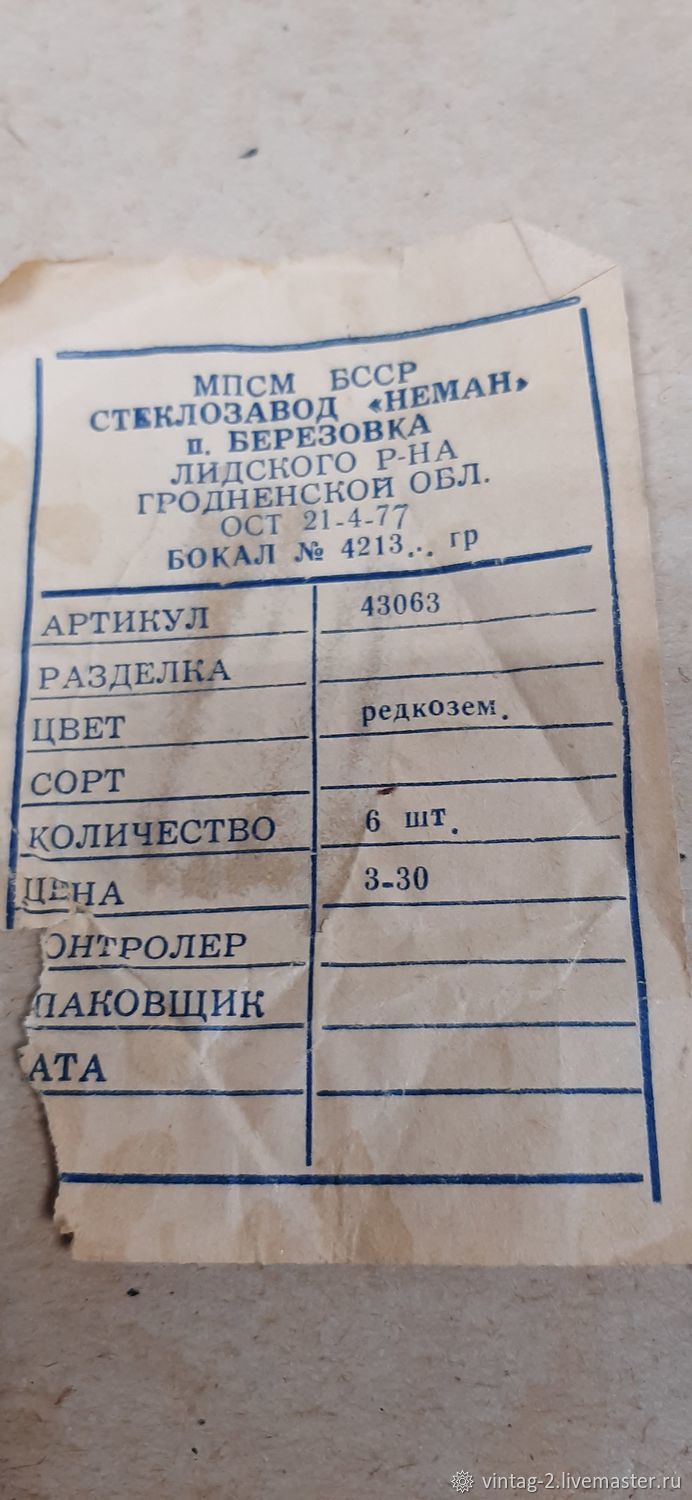 МПСМ БССР
СТЕКЛОЗАВОД «НЕМАН»
п. БЕРЕЗОВКА
ЛИДСКОГО Р-НА
ГРОДНЕНСКОЙ ОБЛ.
ОСТ 21-4-77
БОКАЛ № 4213... гр
АРТИКУЛ 43063
РАЗДЕЛКА
ЦВЕТ редкозем.
СОРТ
КОЛИЧЕСТВО 6 шт.
ЦЕНА 3-30
ОНТРОЛЕР
ПАКОВЩИК
АТА
vintag-2.livemaster.ru